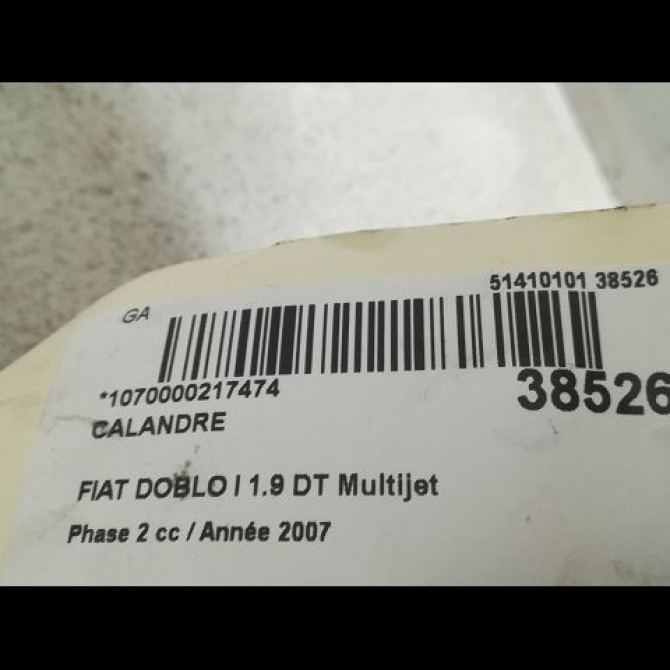 51410101 38526
GA
*1070000217474
38526
CALANDRE
FIAT DOBLO I 1.9 DT Multijet
Phase 2 cc / Année 2007